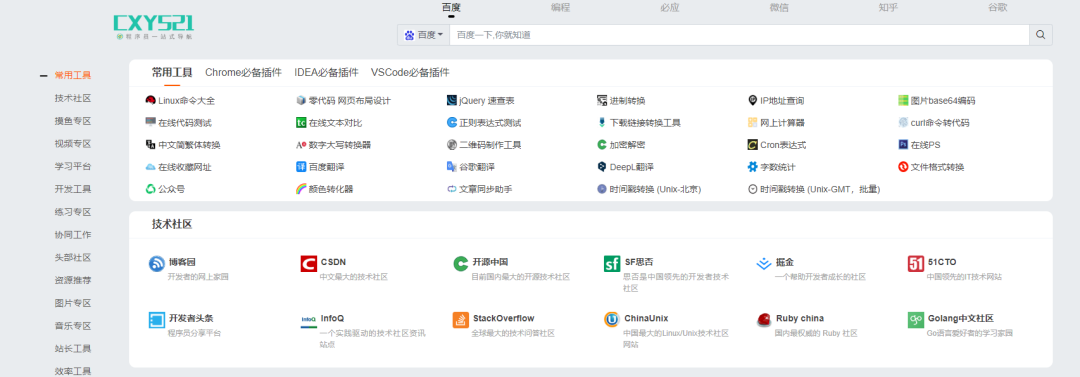 百度 编程 必应 微信 知乎 谷歌
CXY521
程序员一站式导航
百度 百度一下,你就知道
常用工具
技术社区
摸鱼专区
视频专区
学习平台
开发工具
练习专区
协同工作
头部社区
资源推荐
图片专区
音乐专区
站长工具
效率工具
常用工具 Chrome必备插件 IDEA必备插件 VSCode必备插件
Linux命令大全 零代码 网页布局设计 jQuery 速查表 进制转换 IP地址查询 图片base64编码
在线代码测试 在线文本对比 正则表达式测试 下载链接转换工具 网上计算器 curl命令转代码
中文简繁体转换 数字大写转换器 二维码制作工具 加密解密 Cron表达式 在线PS
在线收藏网址 百度翻译 谷歌翻译 DeepL翻译 字数统计 文件格式转换
公众号 颜色转化器 文章同步助手 时间戳转换 (Unix-北京) 时间戳转换 (Unix-GMT，批量)
技术社区
博客园 CSDN 开源中国 SF思否 掘金 51CTO
开发者的网上家园 中文最大的技术社区 目前国内最大的开源技术社区 思否是中国领先的开发者技术 一个帮助开发者成长的社区 中国领先的IT技术网站
社区
开发者头条 InfoQ StackOverflow ChinaUnix Ruby china Golang中文社区
程序员分享平台 一个实践驱动的技术社区资讯 全球最大的技术问答社区 中国最大的Linux/Unix技术社区 国内最权威的 Ruby 社区 Go语言爱好者的学习家园
站点 网站